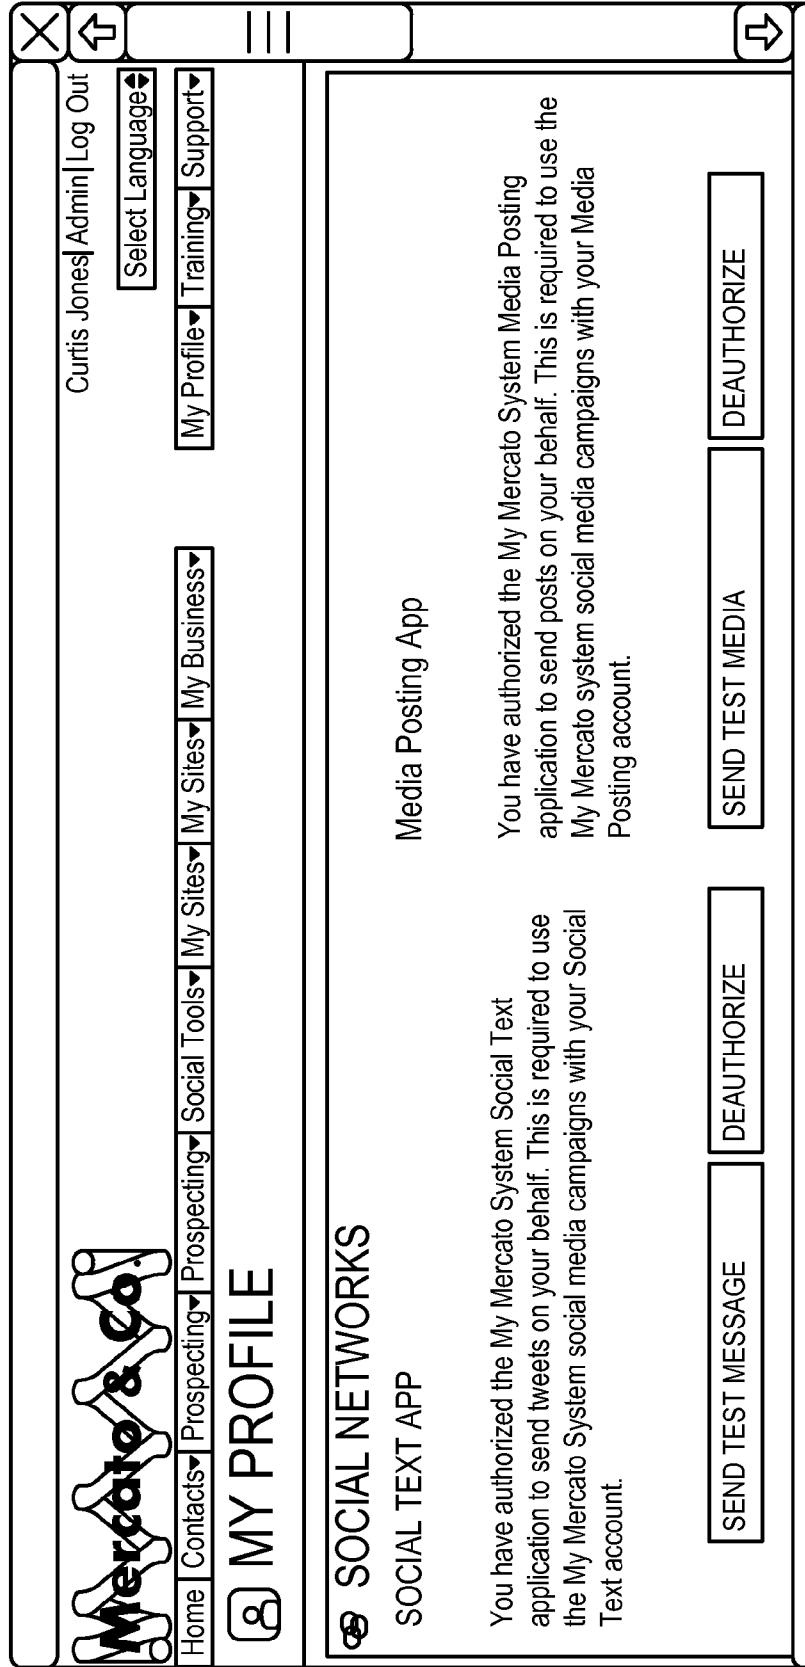 Curtis Jones| Admin| Log Out
Mercato & Co.
Select Language
Home Contacts Prospecting Prospecting Social Tools My Sites My Sites My Business My Profile Training Support
MY PROFILE
SOCIAL NETWORKS
SOCIAL TEXT APP
You have authorized the My Mercato System Social Text
application to send tweets on your behalf. This is required to use
the My Mercato System social media campaigns with your Social
Text account.
SEND TEST MESSAGE DEAUTHORIZE
Media Posting App
You have authorized the My Mercato System Media Posting
application to send posts on your behalf. This is required to use the
My Mercato system social media campaigns with your Media
Posting account.
SEND TEST MEDIA DEAUTHORIZE